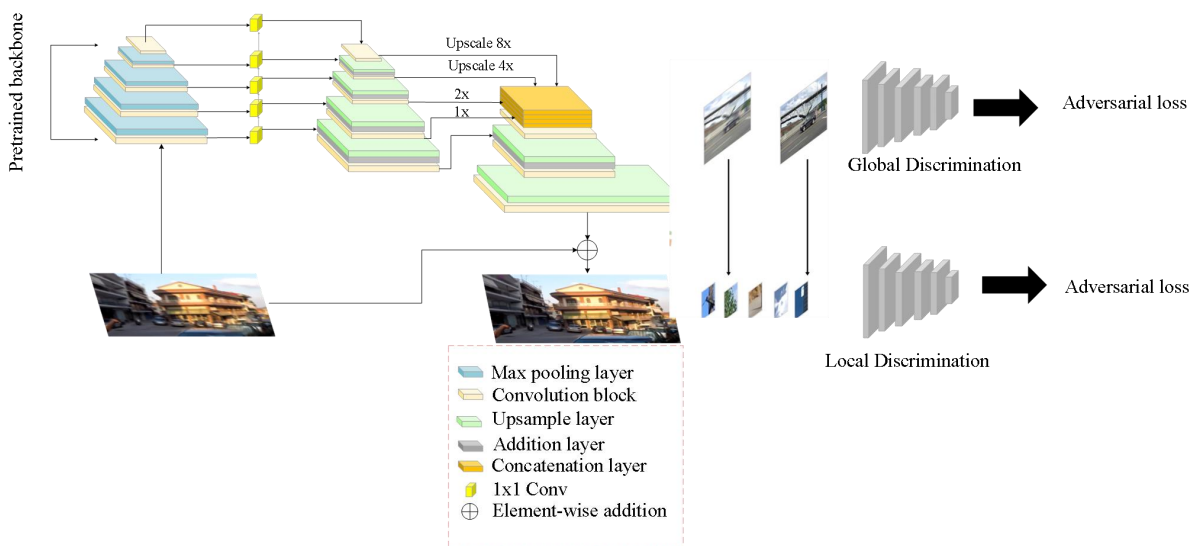 Pretrained backbone
Upscale 8x
Upscale 4x
2x
1x
Adversarial loss
Global Discrimination
Adversarial loss
Local Discrimination
Max pooling layer
Convolution block
Upsample layer
Addition layer
Concatenation layer
1x1 Conv
Element-wise addition